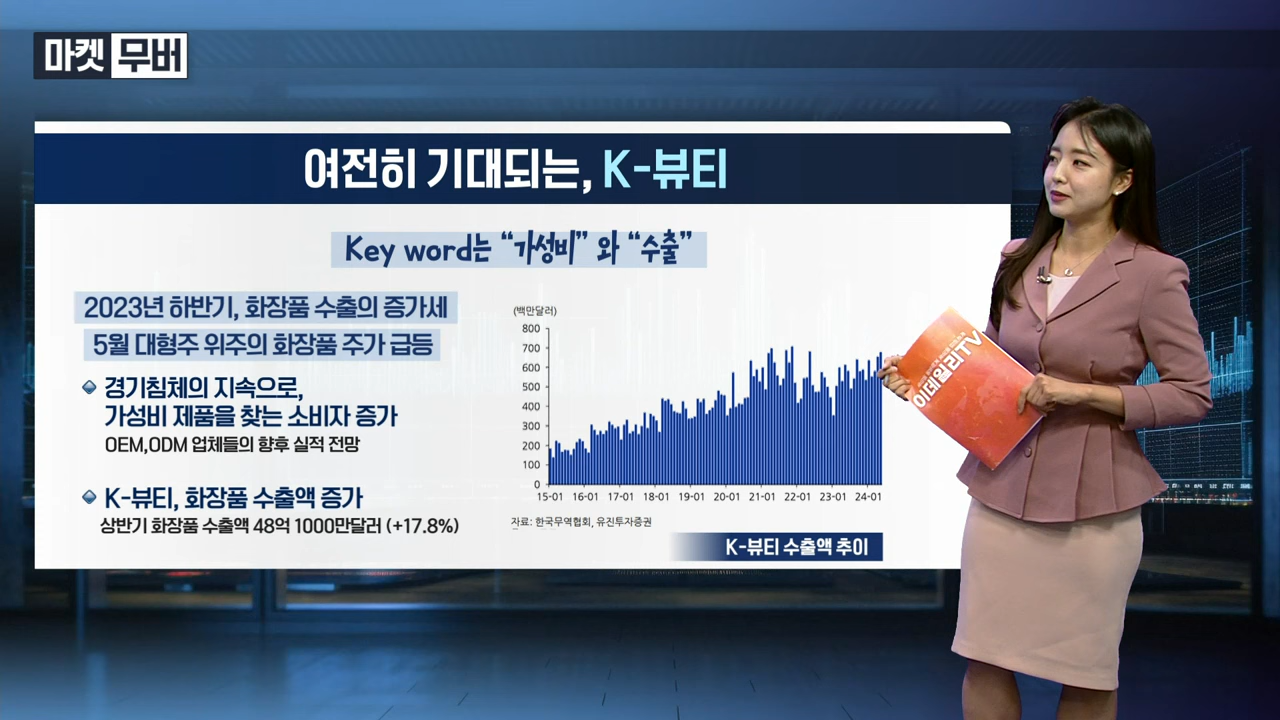 마켓 무버
여전히 기대되는, K-뷰티
Key word는 “가성비” 와 “수출”
2023년 하반기, 화장품 수출의 증가세
5월 대형주 위주의 화장품 주가 급등
경기침체의 지속으로,
가성비 제품을 찾는 소비자 증가
OEM,ODM 업체들의 향후 실적 전망
K-뷰티, 화장품 수출액 증가
상반기 화장품 수출액 48억 1000만달러 (+17.8%)
(백만달러)
800
700
600
500
400
300
200
100
0
15-01 16-01 17-01 18-01 19-01 20-01 21-01 22-01 23-01 24-01
자료: 한국무역협회, 유진투자증권
K-뷰티 수출액 추이
이데일리TV